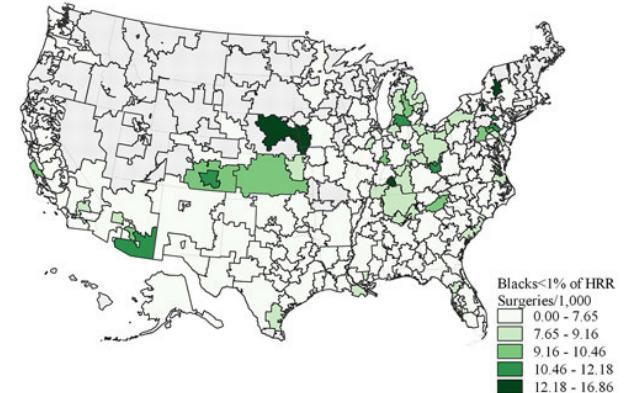 Blacks<1% of HRR
Surgeries/1,000
0.00 - 7.65
7.65 - 9.16
9.16 - 10.46
10.46 - 12.18
12.18 - 16.86